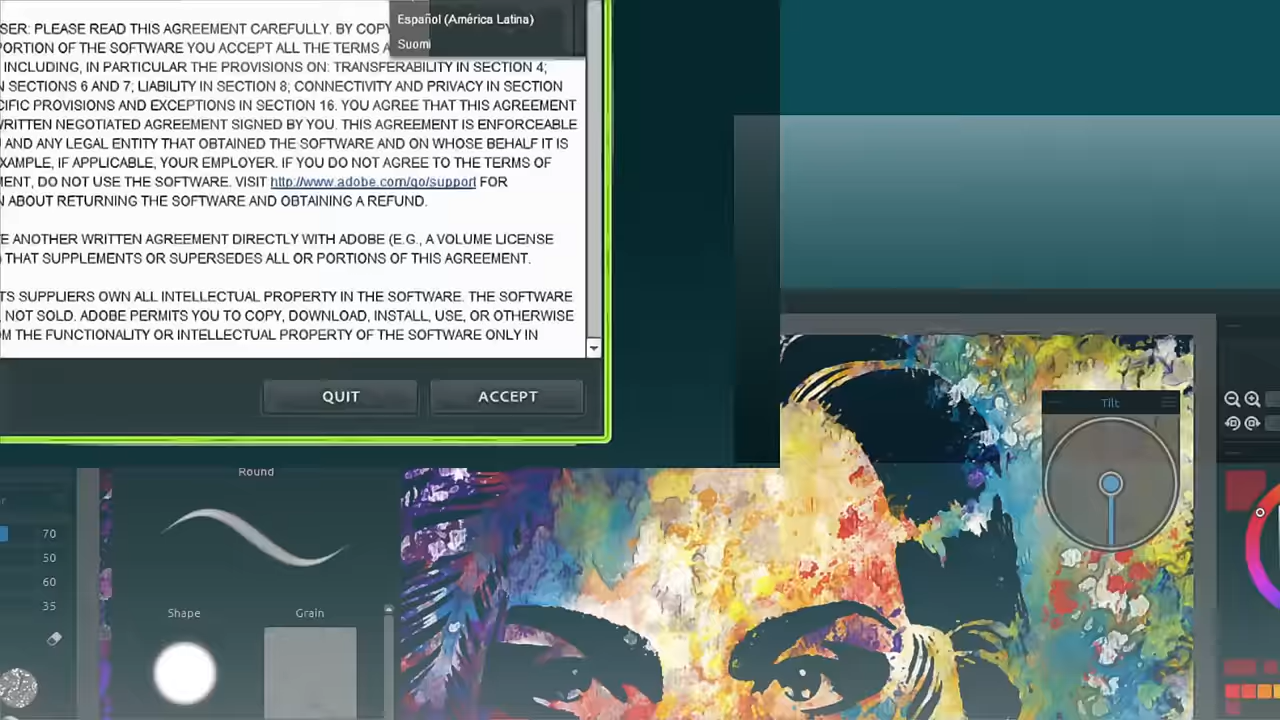 Español (América Latina)
Suomi
SER: PLEASE READ THIS AGREEMENT CAREFULLY. BY COPY
PORTION OF THE SOFTWARE YOU ACCEPT ALL THE TERMS A
INCLUDING, IN PARTICULAR THE PROVISIONS ON: TRANSFERABILITY IN SECTION 4;
N SECTIONS 6 AND 7; LIABILITY IN SECTION 8; CONNECTIVITY AND PRIVACY IN SECTION
CIFIC PROVISIONS AND EXCEPTIONS IN SECTION 16. YOU AGREE THAT THIS AGREEMENT
WRITTEN NEGOTIATED AGREEMENT SIGNED BY YOU. THIS AGREEMENT IS ENFORCEABLE
AND ANY LEGAL ENTITY THAT OBTAINED THE SOFTWARE AND ON WHOSE BEHALF IT IS
XAMPLE, IF APPLICABLE, YOUR EMPLOYER. IF YOU DO NOT AGREE TO THE TERMS OF
MENT, DO NOT USE THE SOFTWARE. VISIT http://www.adobe.com/go/support FOR
N ABOUT RETURNING THE SOFTWARE AND OBTAINING A REFUND.
E ANOTHER WRITTEN AGREEMENT DIRECTLY WITH ADOBE (E.G., A VOLUME LICENSE
THAT SUPPLEMENTS OR SUPERSEDES ALL OR PORTIONS OF THIS AGREEMENT.
TS SUPPLIERS OWN ALL INTELLECTUAL PROPERTY IN THE SOFTWARE. THE SOFTWARE
, NOT SOLD. ADOBE PERMITS YOU TO COPY, DOWNLOAD, INSTALL, USE, OR OTHERWISE
OM THE FUNCTIONALITY OR INTELLECTUAL PROPERTY OF THE SOFTWARE ONLY IN
QUIT
ACCEPT
Tilt
Round
70
50
60
35
Shape
Grain